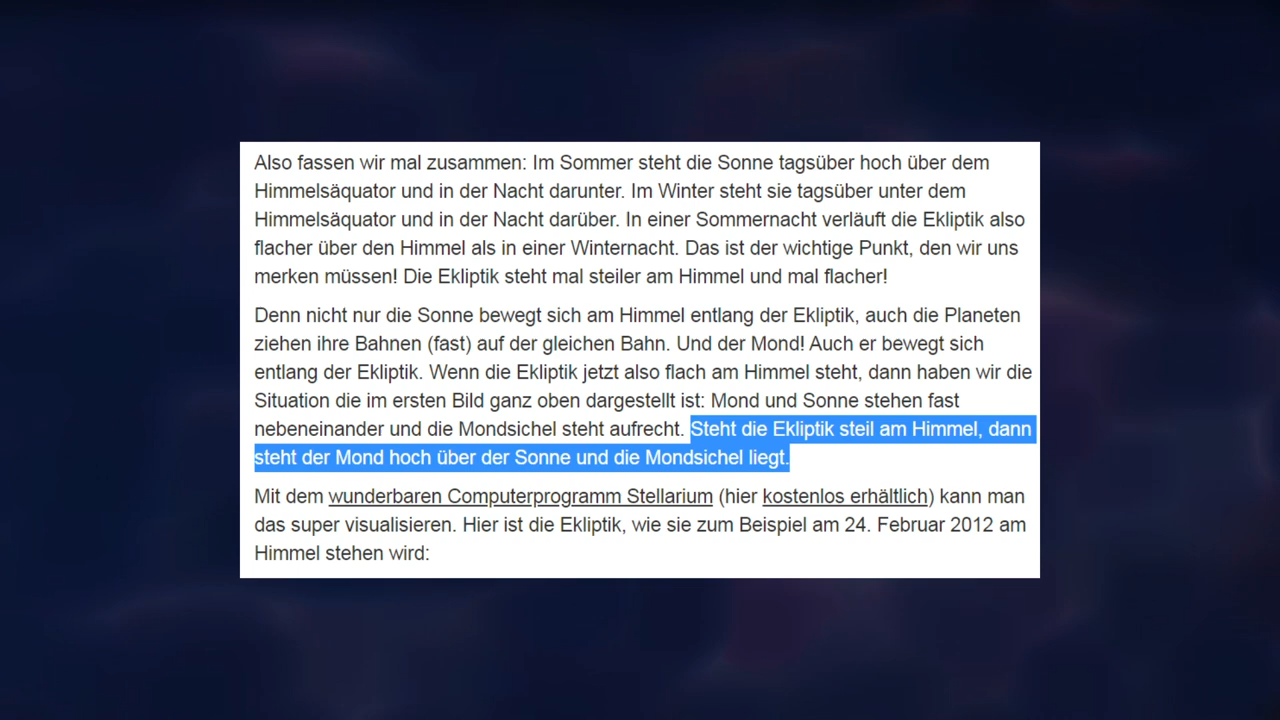 Also fassen wir mal zusammen: Im Sommer steht die Sonne tagsüber hoch über dem
Himmelsäquator und in der Nacht darunter. Im Winter steht sie tagsüber unter dem
Himmelsäquator und in der Nacht darüber. In einer Sommernacht verläuft die Ekliptik also
flacher über den Himmel als in einer Winternacht. Das ist der wichtige Punkt, den wir uns
merken müssen! Die Ekliptik steht mal steiler am Himmel und mal flacher!
Denn nicht nur die Sonne bewegt sich am Himmel entlang der Ekliptik, auch die Planeten
ziehen ihre Bahnen (fast) auf der gleichen Bahn. Und der Mond! Auch er bewegt sich
entlang der Ekliptik. Wenn die Ekliptik jetzt also flach am Himmel steht, dann haben wir die
Situation die im ersten Bild ganz oben dargestellt ist: Mond und Sonne stehen fast
nebeneinander und die Mondsichel steht aufrecht. Steht die Ekliptik steil am Himmel, dann
steht der Mond hoch über der Sonne und die Mondsichel liegt.
Mit dem wunderbaren Computerprogramm Stellarium (hier kostenlos erhältlich) kann man
das super visualisieren. Hier ist die Ekliptik, wie sie zum Beispiel am 24. Februar 2012 am
Himmel stehen wird: